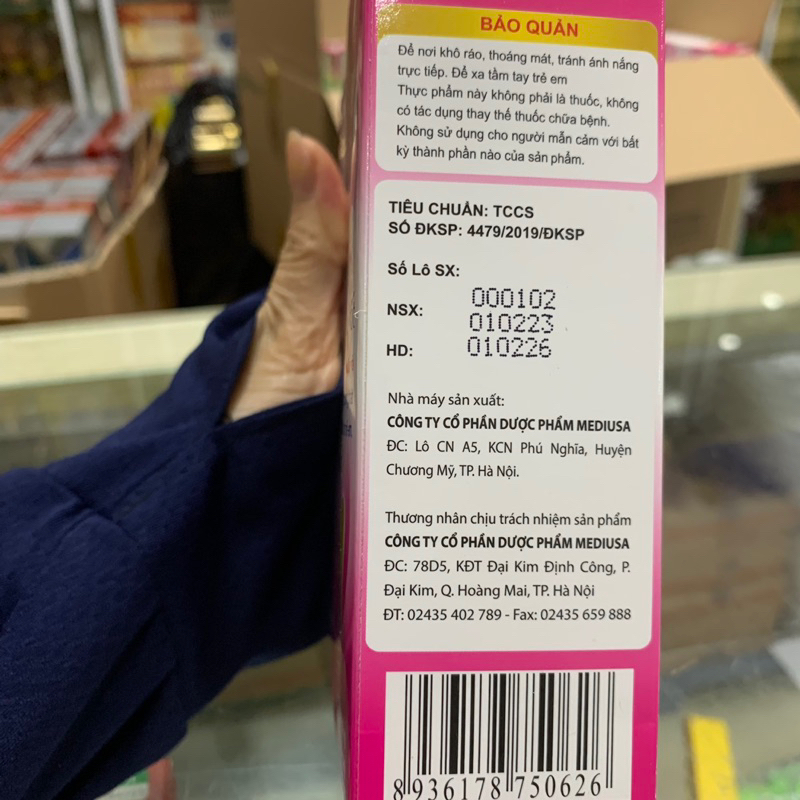 BẢO QUẢN
Để nơi khô ráo, thoáng mát, tránh ánh nắng
trực tiếp. Để xa tầm tay trẻ em
Thực phẩm này không phải là thuốc, không
có tác dụng thay thế thuốc chữa bệnh.
Không sử dụng cho người mẫn cảm với bất
kỳ thành phần nào của sản phẩm.
TIÊU CHUẨN: TCCS
SỐ ĐKSP: 4479/2019/ĐKSP
Số Lô SX: 000102
NSX: 010223
HD: 010226
Nhà máy sản xuất:
CÔNG TY CỔ PHẦN DƯỢC PHẨM MEDIUSA
ĐC: Lô CN A5, KCN Phú Nghĩa, Huyện
Chương Mỹ, TP. Hà Nội.
Thương nhân chịu trách nhiệm sản phẩm
CÔNG TY CỔ PHẦN DƯỢC PHẨM MEDIUSA
ĐC: 78D5, KĐT Đại Kim Định Công, P.
Đại Kim, Q. Hoàng Mai, TP. Hà Nội
ĐT: 02435 402 789 - Fax: 02435 659 888
8 936178 750626